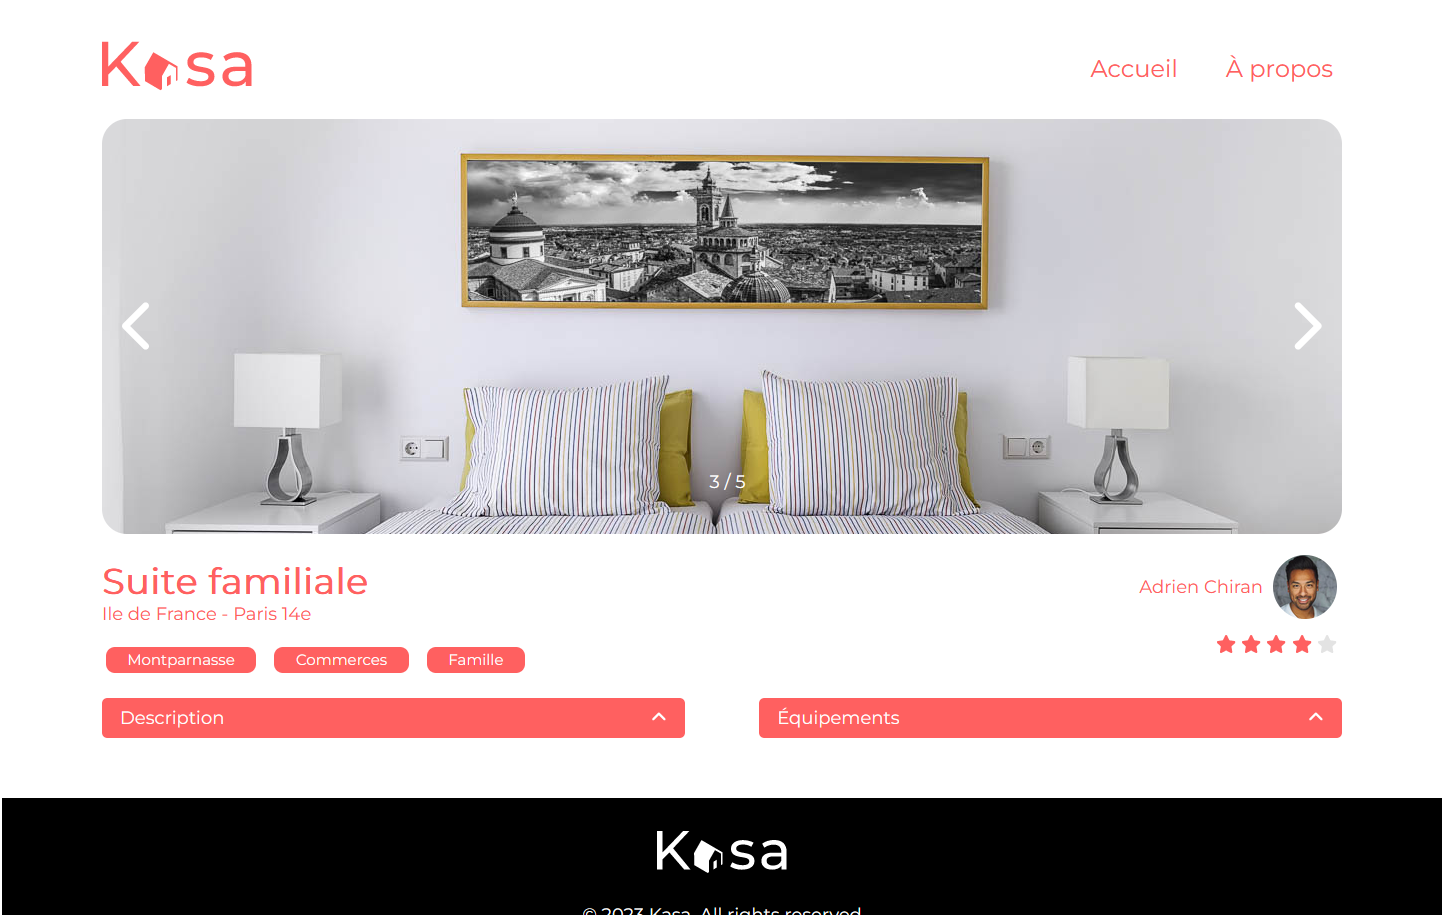 Kasa
Accueil À propos
3 / 5
Suite familiale
Adrien Chiran
Ile de France - Paris 14e
Montparnasse Commerces Famille
Description Équipements
Kasa
© 2023 Kasa. All rights reserved